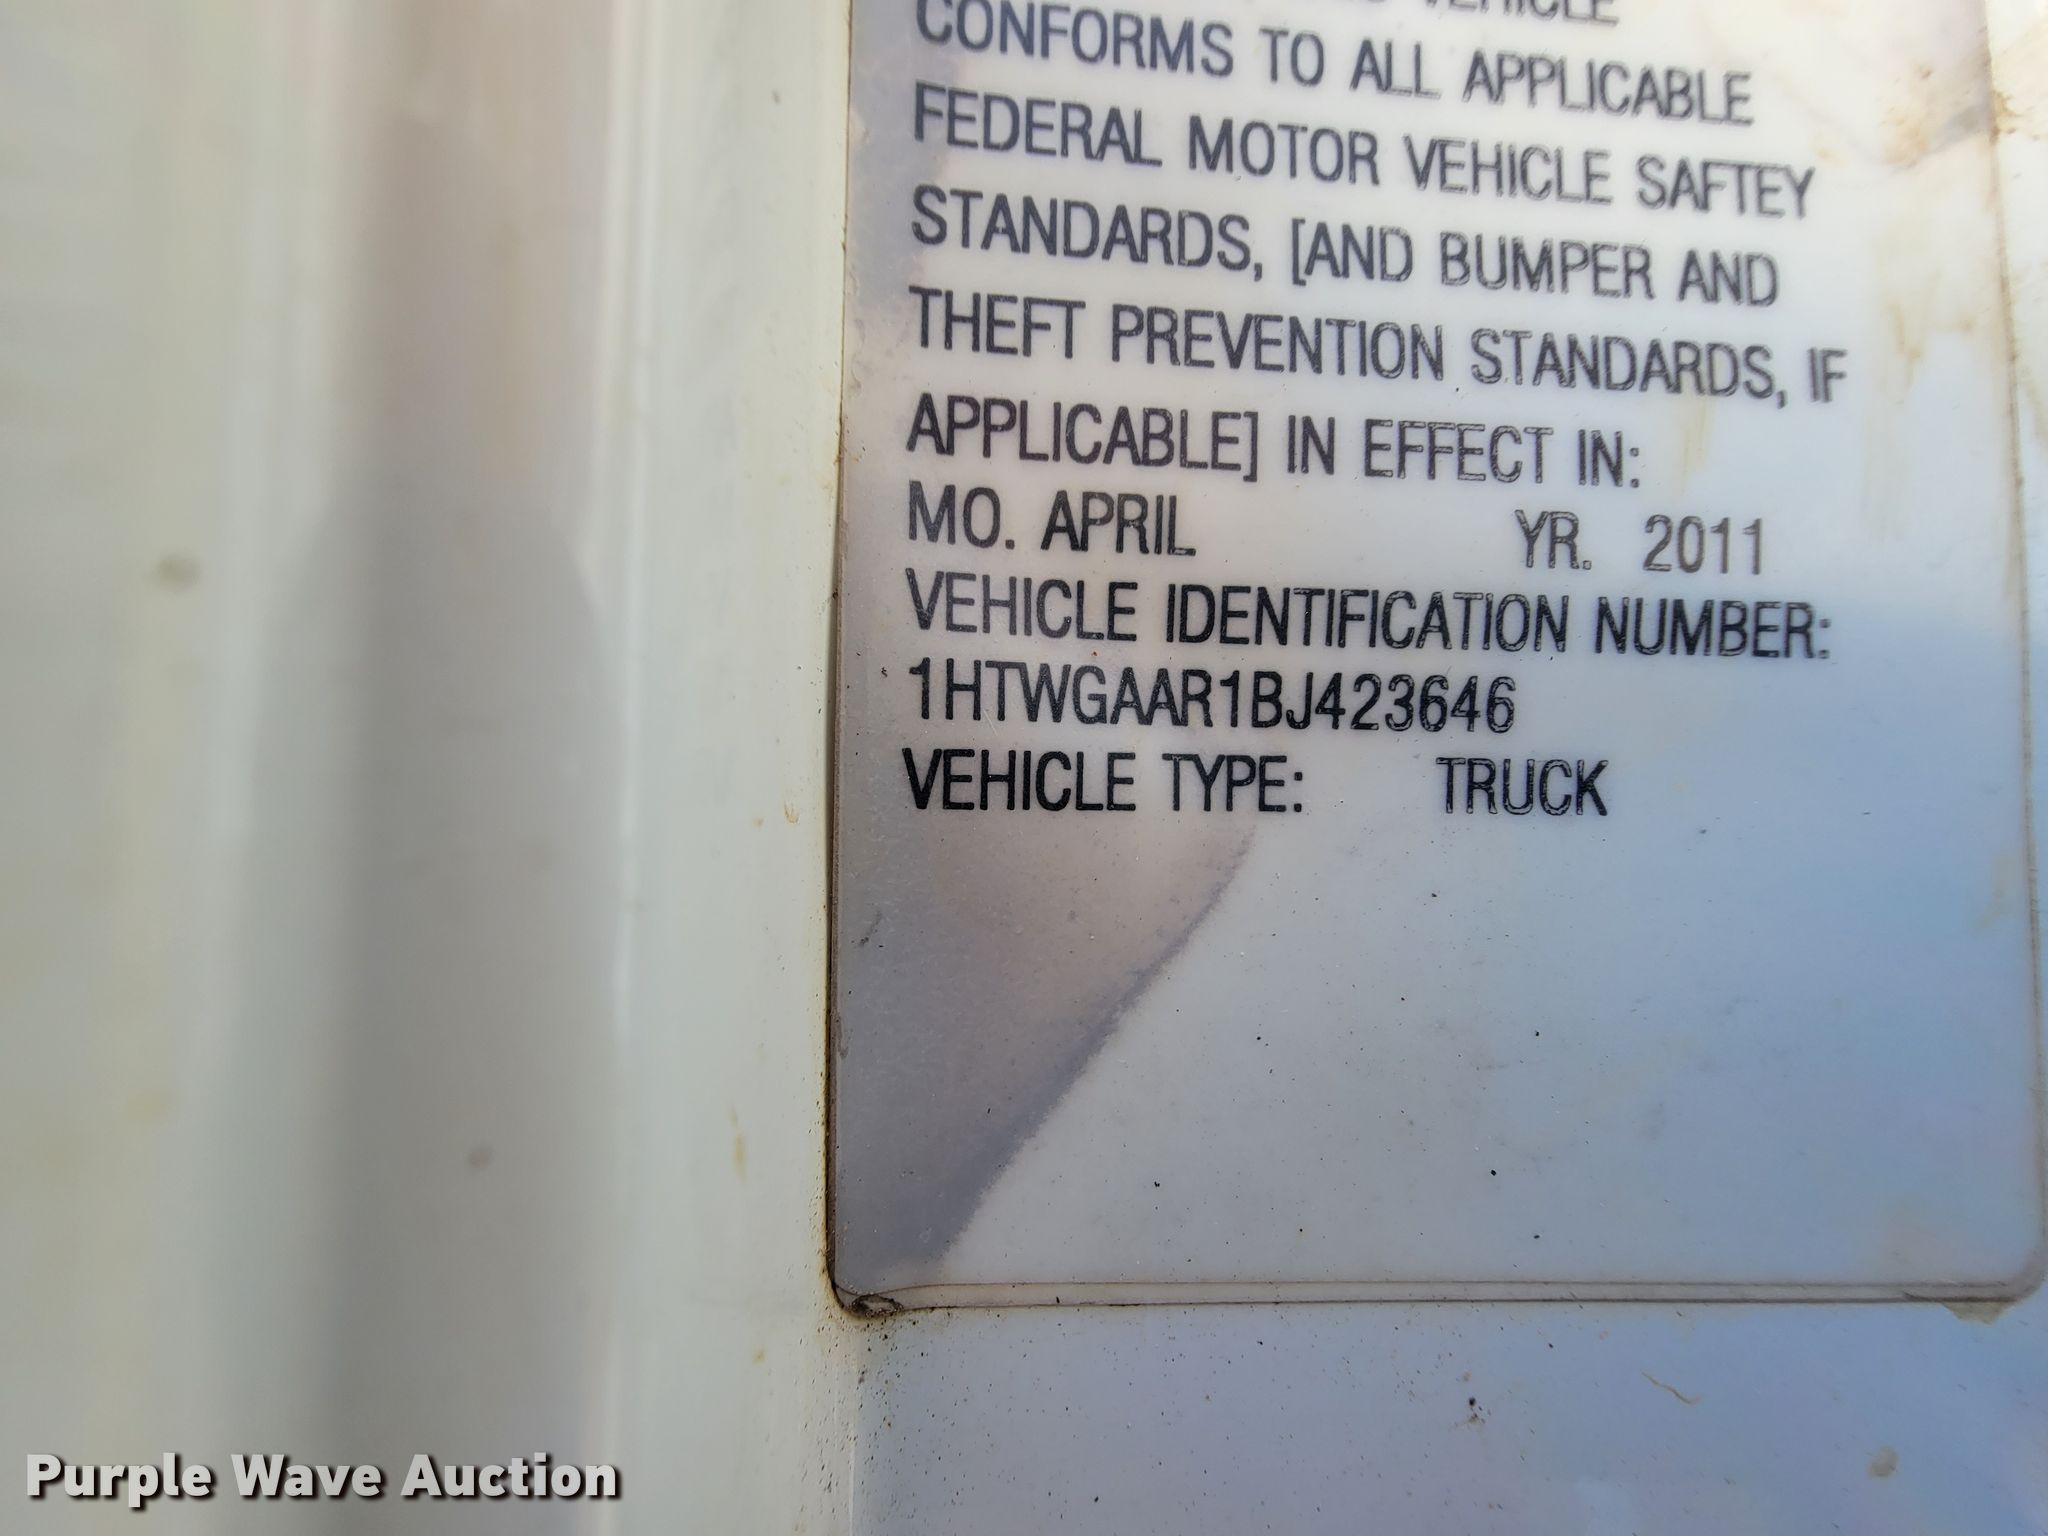 VEHICLE
CONFORMS TO ALL APPLICABLE
FEDERAL MOTOR VEHICLE SAFTEY
STANDARDS, [AND BUMPER AND
THEFT PREVENTION STANDARDS, IF
APPLICABLE] IN EFFECT IN:
MO. APRIL YR. 2011
VEHICLE IDENTIFICATION NUMBER:
1HTWGAAR1BJ423646
VEHICLE TYPE: TRUCK
Purple Wave Auction